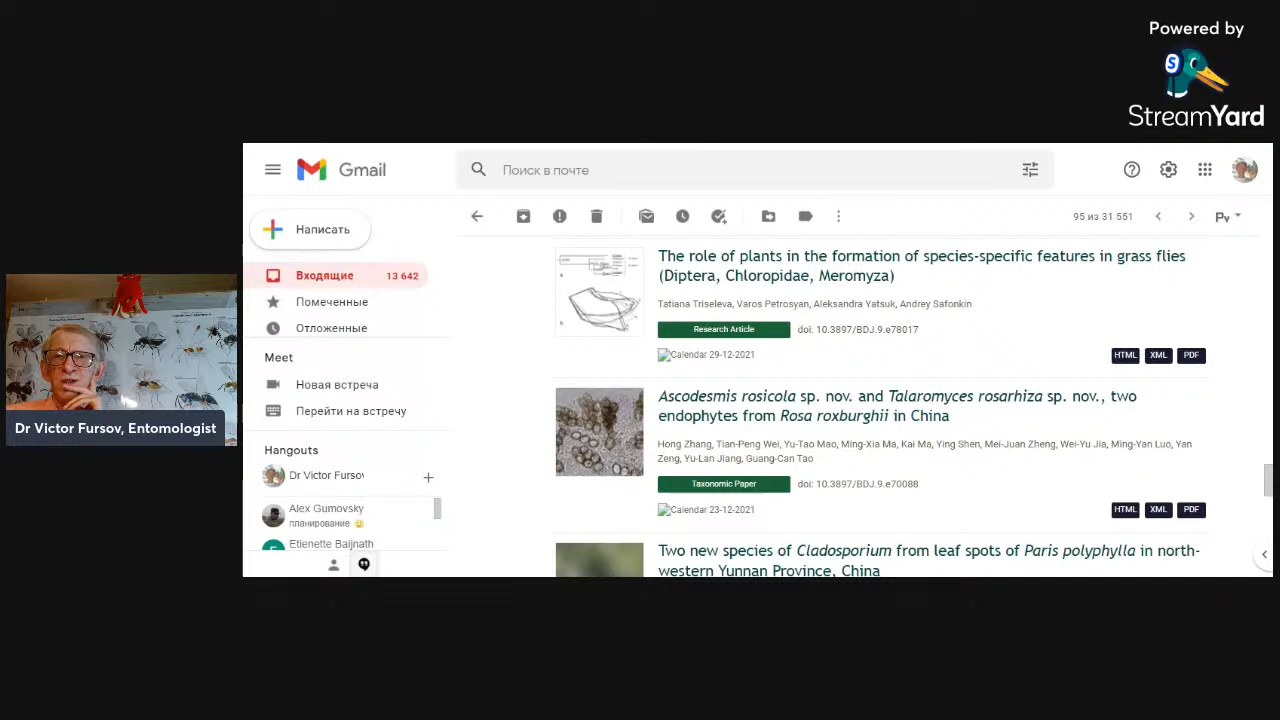 Powered by
StreamYard
Gmail
Поиск в почте
Написать
95 из 31 551
Ру
Входящие 13 642
Помеченные
Отложенные
Meet
Новая встреча
Перейти на встречу
Hangouts
Dr Victor Fursov
Alex Gumovsky
планирование
Etienette Baijnath
The role of plants in the formation of species-specific features in grass flies
(Diptera, Chloropidae, Meromyza)
Tatiana Triseleva, Varos Petrosyan, Aleksandra Yatsuk, Andrey Safonkin
Research Article doi: 10.3897/BDJ.9.e78017
Calendar 29-12-2021
HTML XML PDF
Ascodesmis rosicola sp. nov. and Talaromyces rosarhiza sp. nov., two
endophytes from Rosa roxburghii in China
Hong Zhang, Tian-Peng Wei, Yu-Tao Mao, Ming-Xia Ma, Kai Ma, Ying Shen, Mei-Juan Zheng, Wei-Yu Jia, Ming-Yan Luo, Yan
Zeng, Yu-Lan Jiang, Guang-Can Tao
Taxonomic Paper doi: 10.3897/BDJ.9.e70088
Calendar 23-12-2021
HTML XML PDF
Two new species of Cladosporium from leaf spots of Paris polyphylla in north-
western Yunnan Province, China
Dr Victor Fursov, Entomologist